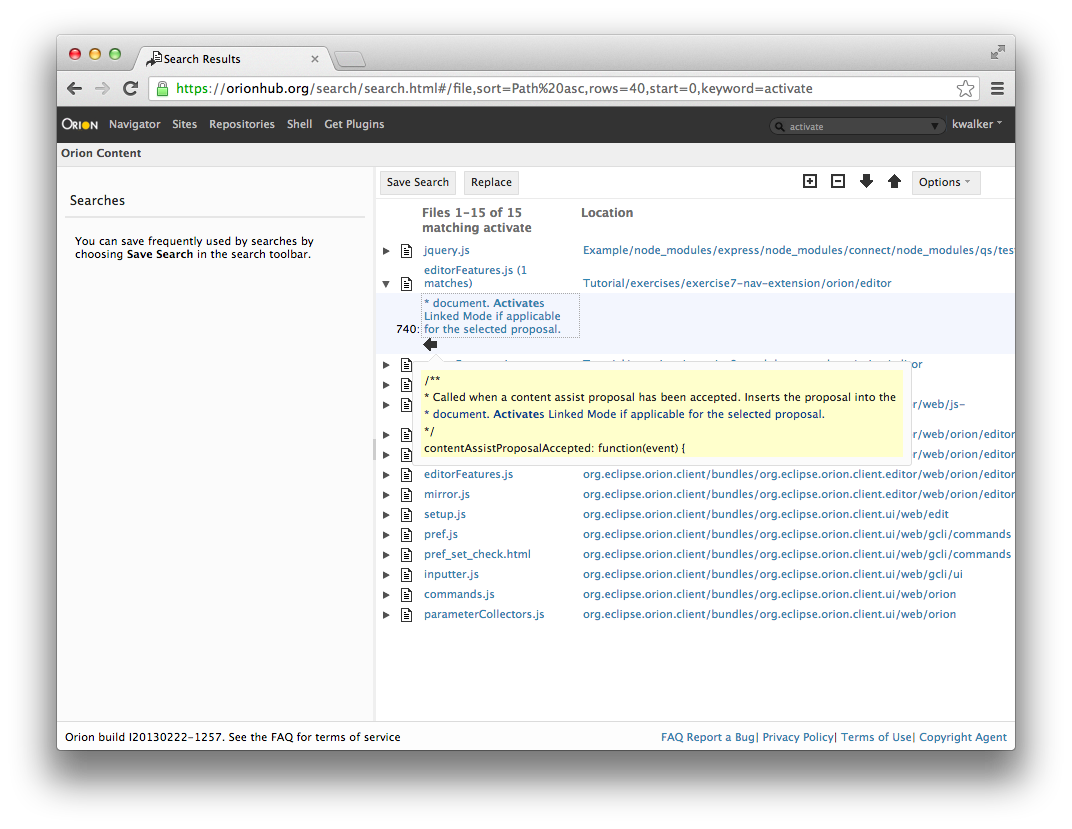 Search Results
https://orionhub.org/search/search.html#/file,sort=Path%20asc,rows=40,start=0,keyword=activate
ORION Navigator Sites Repositories Shell Get Plugins activate kwalker
Orion Content
Searches
You can save frequently used by searches by
choosing Save Search in the search toolbar.
Save Search Replace Options
Files 1-15 of 15
matching activate
Location
jquery.js Example/node_modules/express/node_modules/connect/node_modules/qs/test
editorFeatures.js (1
matches) Tutorial/exercises/exercise7-nav-extension/orion/editor
* document. Activates
Linked Mode if applicable
740: for the selected proposal.
/**
* Called when a content assist proposal has been accepted. Inserts the proposal into the
* document. Activates Linked Mode if applicable for the selected proposal.
*/
contentAssistProposalAccepted: function(event) {
r/web/js-
r/web/orion/editor
r/web/orion/editor
editorFeatures.js org.eclipse.orion.client/bundles/org.eclipse.orion.client.editor/web/orion/editor
mirror.js org.eclipse.orion.client/bundles/org.eclipse.orion.client.editor/web/orion/editor
setup.js org.eclipse.orion.client/bundles/org.eclipse.orion.client.ui/web/edit
pref.js org.eclipse.orion.client/bundles/org.eclipse.orion.client.ui/web/gcli/commands
pref_set_check.html org.eclipse.orion.client/bundles/org.eclipse.orion.client.ui/web/gcli/commands
inputter.js org.eclipse.orion.client/bundles/org.eclipse.orion.client.ui/web/gcli/ui
commands.js org.eclipse.orion.client/bundles/org.eclipse.orion.client.ui/web/orion
parameterCollectors.js org.eclipse.orion.client/bundles/org.eclipse.orion.client.ui/web/orion
Orion build I20130222-1257. See the FAQ for terms of service
FAQ Report a Bug| Privacy Policy| Terms of Use| Copyright Agent